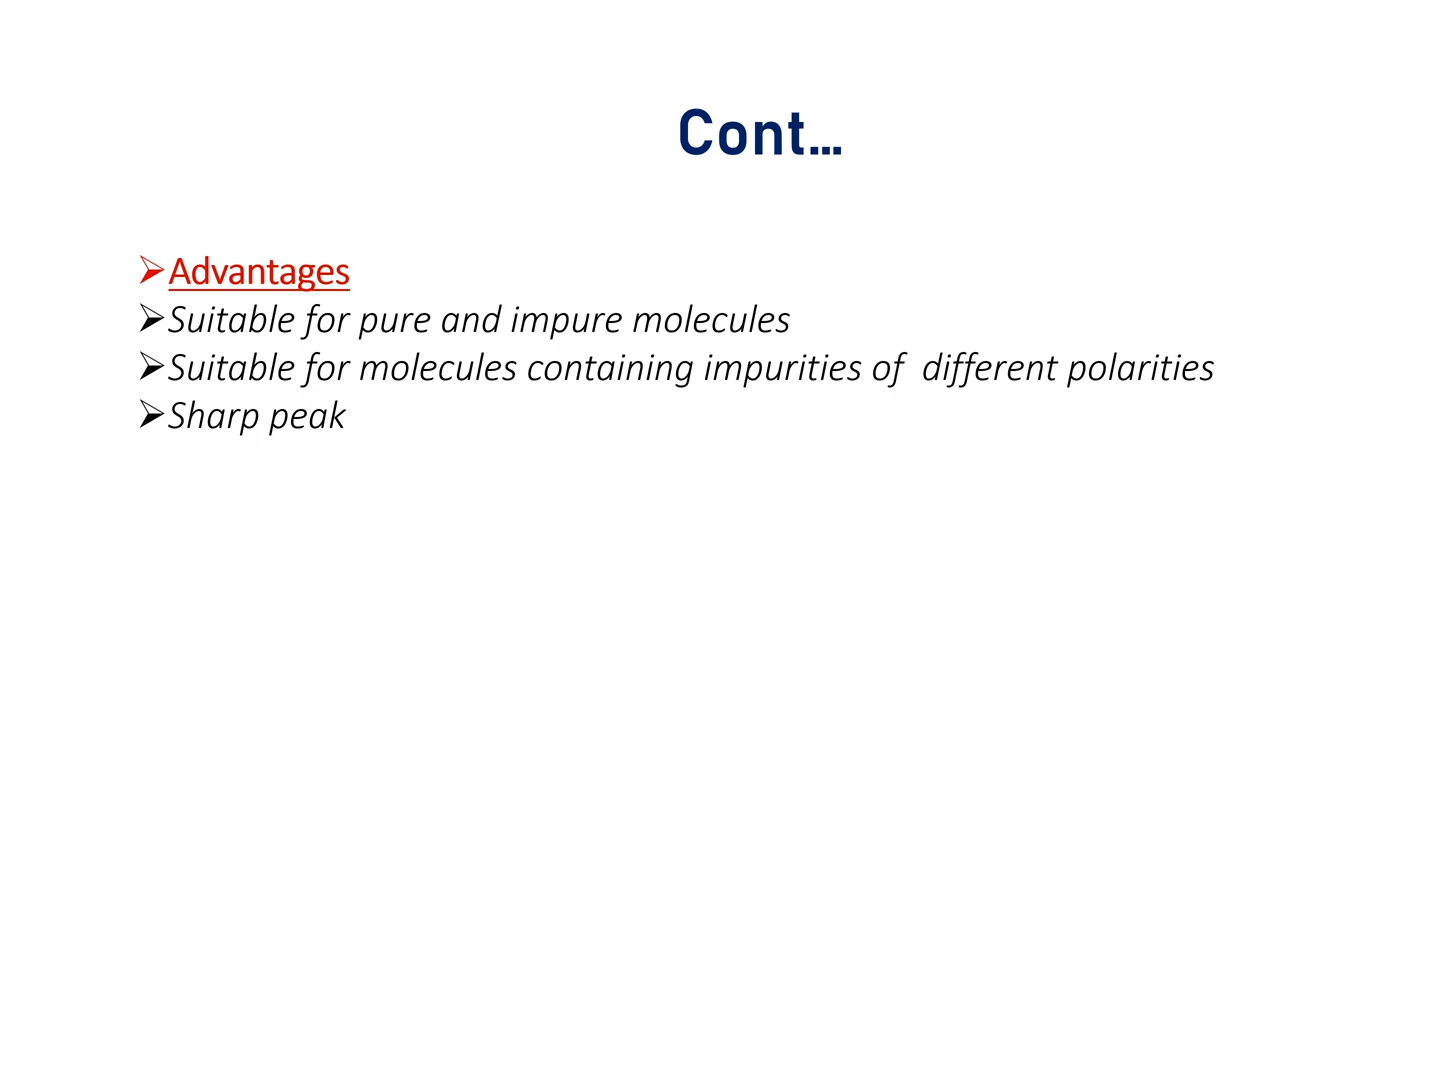 Cont...
➢Advantages
➢Suitable for pure and impure molecules
➢Suitable for molecules containing impurities of  different polarities
➢Sharp peak